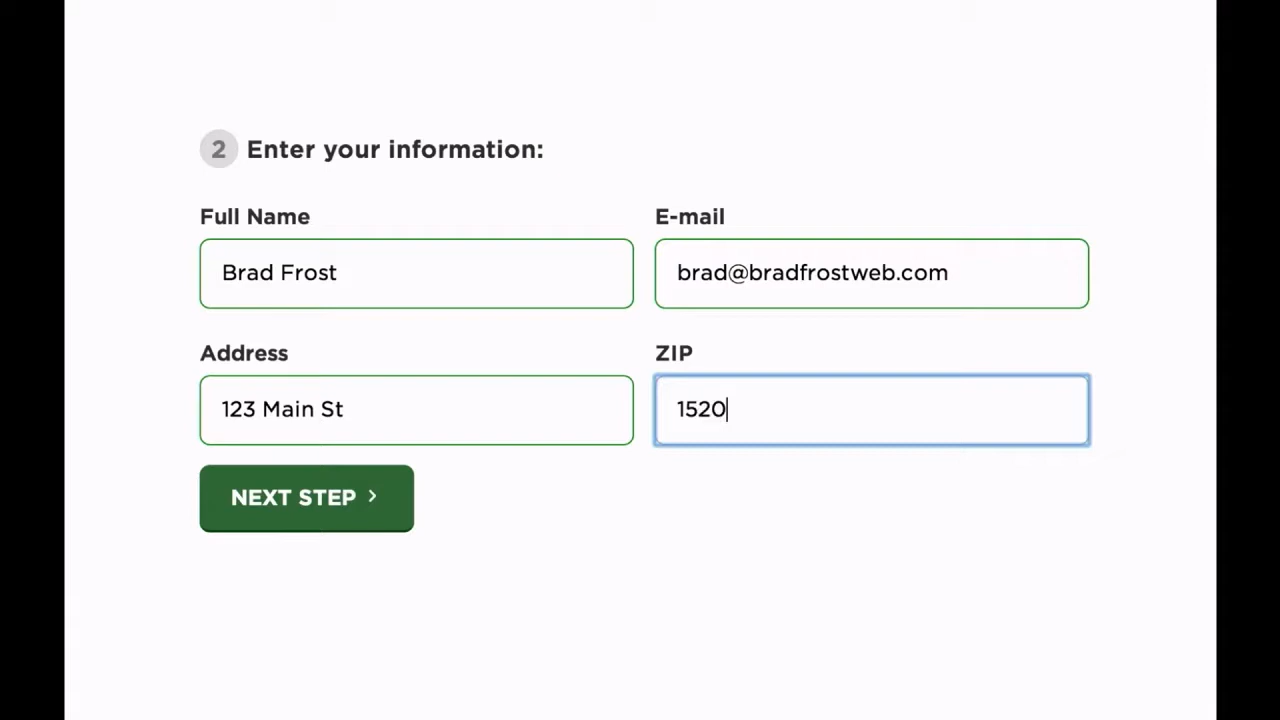 2 Enter your information:
Full Name
Brad Frost
E-mail
brad@bradfrostweb.com
Address
123 Main St
ZIP
1520
NEXT STEP